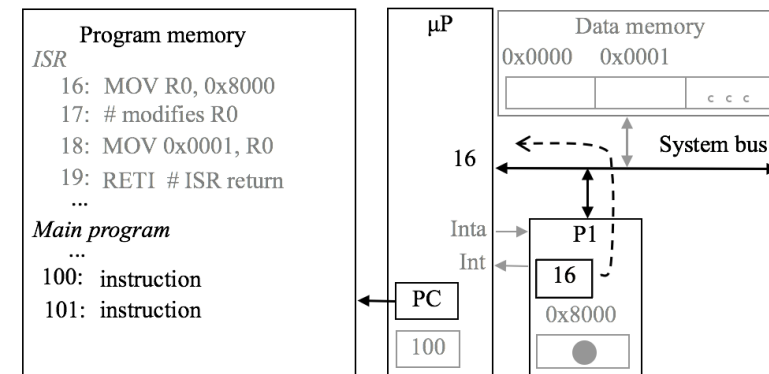 Program memory
ISR
16: MOV R0, 0x8000
17: # modifies R0
18: MOV 0x0001, R0
19: RETI # ISR return
...
Main program
...
100: instruction
101: instruction
μP
16
Inta
Int
PC
100
Data memory
0x0000 0x0001
c c c
System bus
P1
16
0x8000